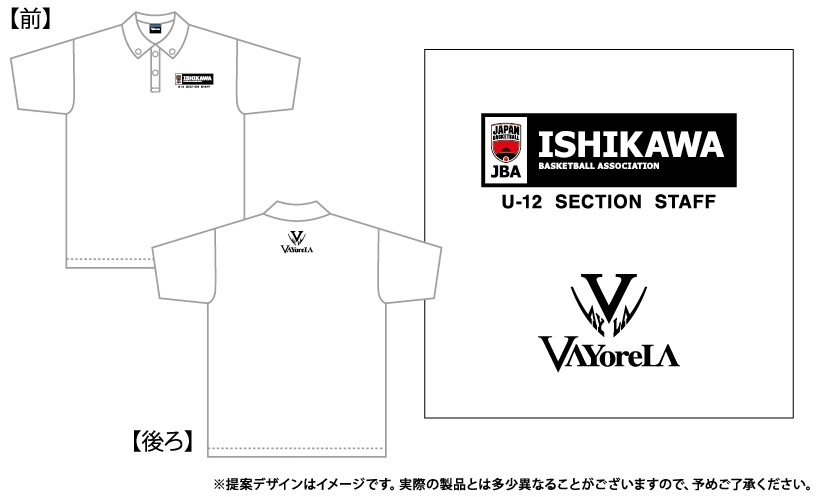 【前】
ISHIKAWA
U-12 SECTION STAFF
VAYoreLA
【後ろ】
JAPAN
BASKETBALL
JBA
ISHIKAWA
BASKETBALL ASSOCIATION
U-12 SECTION STAFF
V
AY LA
VAYoreLA
※提案デザインはイメージです。実際の製品とは多少異なることがございますので、予めご了承ください。